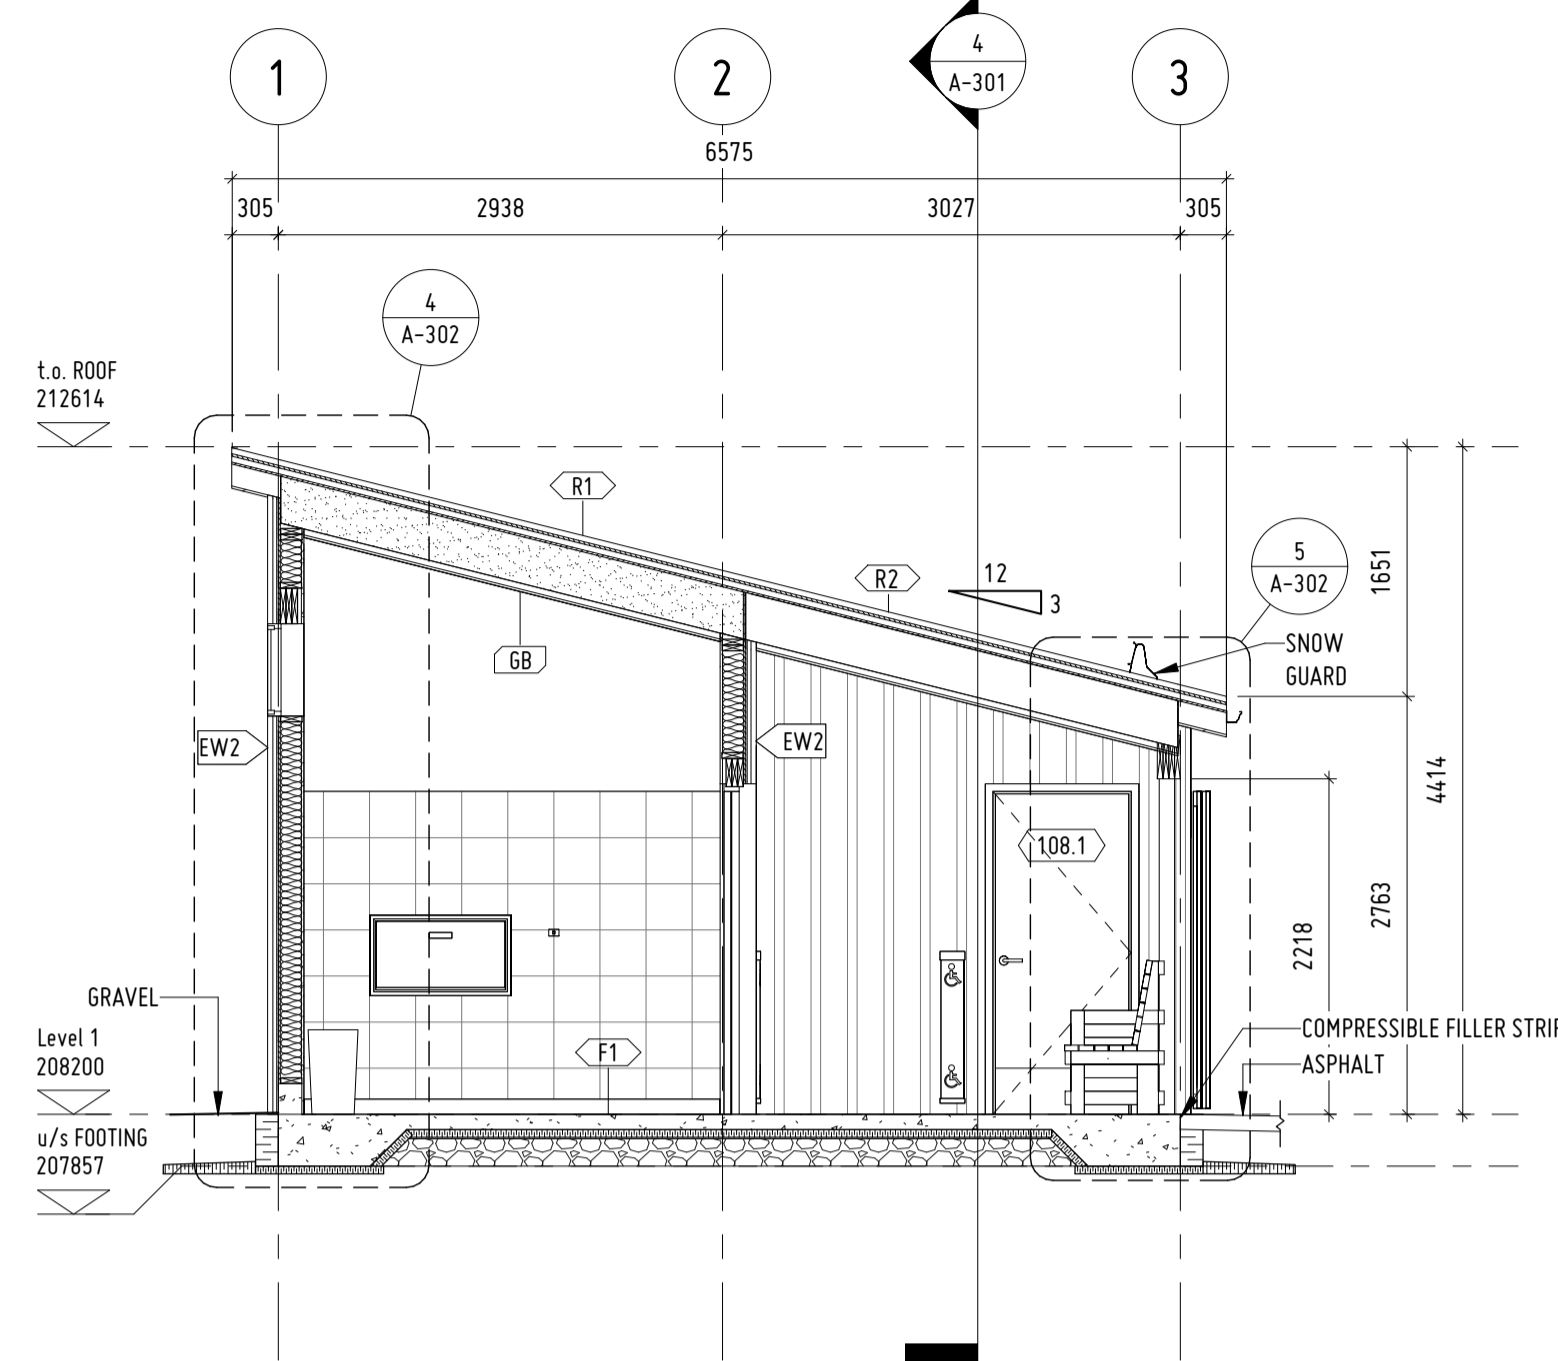 1
2
4
A-301
3
6575
305
2938
3027
305
4
A-302
t.o. ROOF
212614
R1
R2
12
3
5
A-302
1651
SNOW
GUARD
GB
EW2
EW2
4414
108.1
2763
2218
GRAVEL
Level 1
208200
F1
COMPRESSIBLE FILLER STRIP
ASPHALT
u/s FOOTING
207857